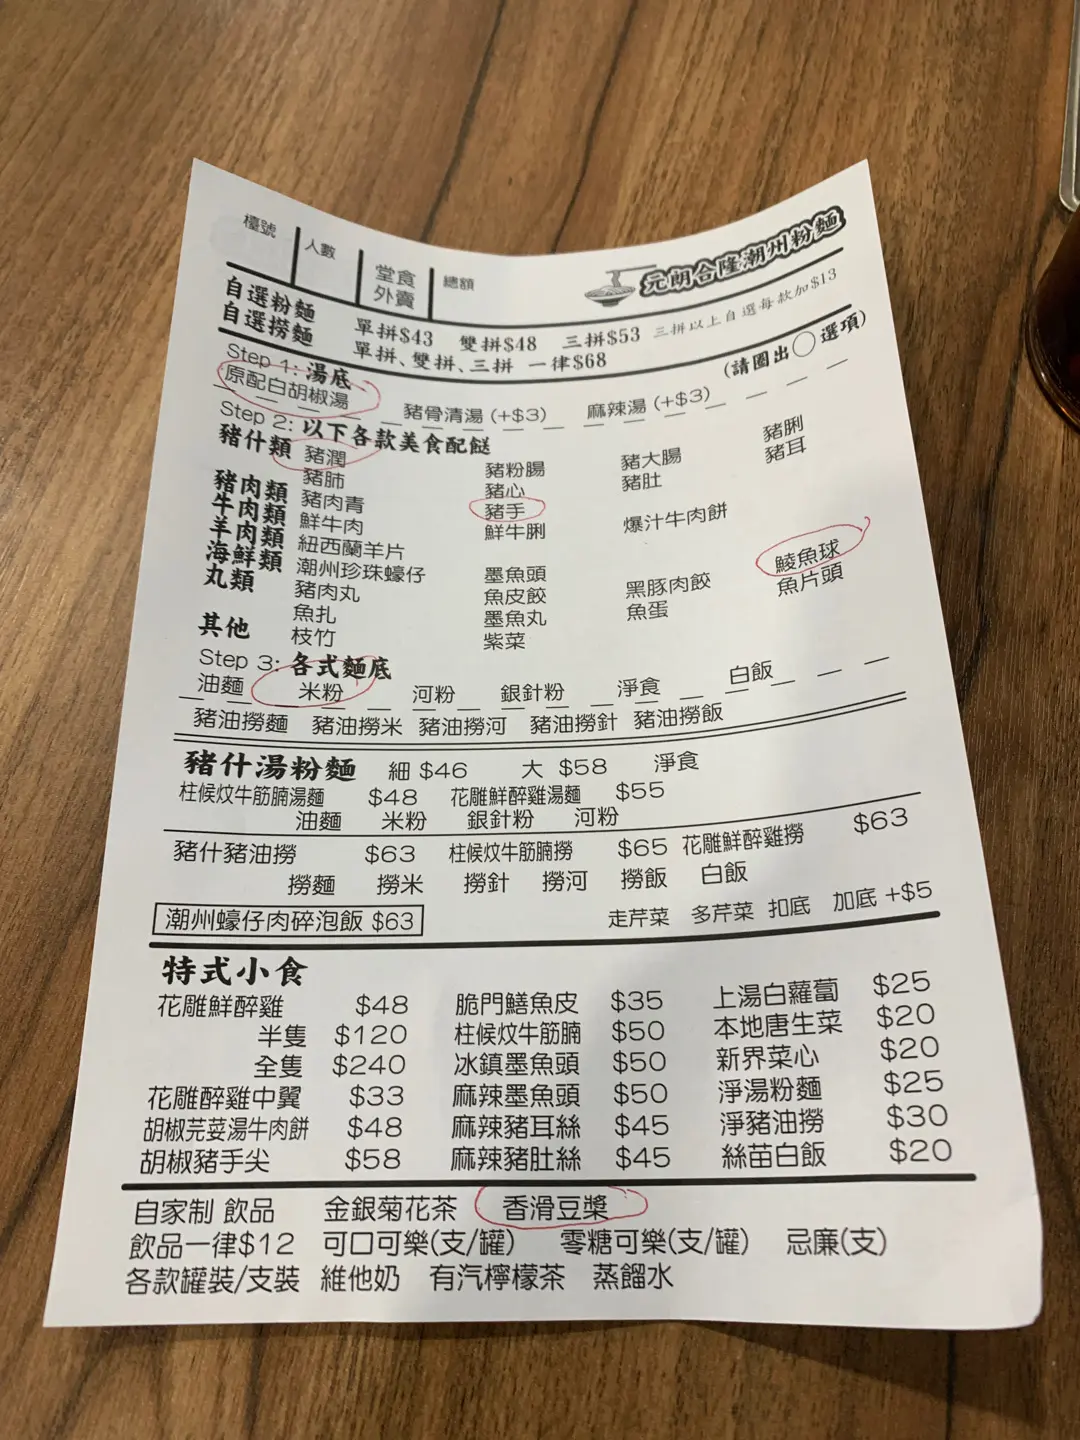 檯號 人數 堂食 外賣 總額 元朗合隆潮州粉麵
自選粉麵 單拼$43 雙拼$48 三拼$53 三拼以上自選每款加$13
自選撈麵 單拼、雙拼、三拼 一律$68
Step 1: 湯底 (請圈出◯選項)
原配白胡椒湯 豬骨清湯 (+$3) 麻辣湯 (+$3)
Step 2: 以下各款美食配餸
豬什類 豬潤 豬粉腸 豬大腸 豬脷
豬肺 豬心 豬肚 豬耳
豬肉類 豬肉青 豬手
牛肉類 鮮牛肉 鮮牛脷 爆汁牛肉餅
羊肉類 紐西蘭羊片
海鮮類 潮州珍珠蠔仔 墨魚頭 鯪魚球
丸類 豬肉丸 魚皮餃 黑豚肉餃 魚片頭
魚扎 墨魚丸 魚蛋
其他 枝竹 紫菜
Step 3: 各式麵底
油麵 米粉 河粉 銀針粉 淨食 白飯
豬油撈麵 豬油撈米 豬油撈河 豬油撈針 豬油撈飯
豬什湯粉麵 細 $46 大 $58 淨食
柱候炆牛筋腩湯麵 $48 花雕鮮醉雞湯麵 $55
油麵 米粉 銀針粉 河粉
豬什豬油撈 $63 柱候炆牛筋腩撈 $65 花雕鮮醉雞撈 $63
撈麵 撈米 撈針 撈河 撈飯 白飯
潮州蠔仔肉碎泡飯 $63 走芹菜 多芹菜 扣底 加底 +$5
特式小食
花雕鮮醉雞 $48 脆門鱔魚皮 $35 上湯白蘿蔔 $25
半隻 $120 柱候炆牛筋腩 $50 本地唐生菜 $20
全隻 $240 冰鎮墨魚頭 $50 新界菜心 $20
花雕醉雞中翼 $33 麻辣墨魚頭 $50 淨湯粉麵 $25
胡椒芫荽湯牛肉餅 $48 麻辣豬耳絲 $45 淨豬油撈 $30
胡椒豬手尖 $58 麻辣豬肚絲 $45 絲苗白飯 $20
自家制 飲品 金銀菊花茶 香滑豆漿
飲品一律$12 可口可樂(支/罐) 零糖可樂(支/罐) 忌廉(支)
各款罐裝/支裝 維他奶 有汽檸檬茶 蒸餾水